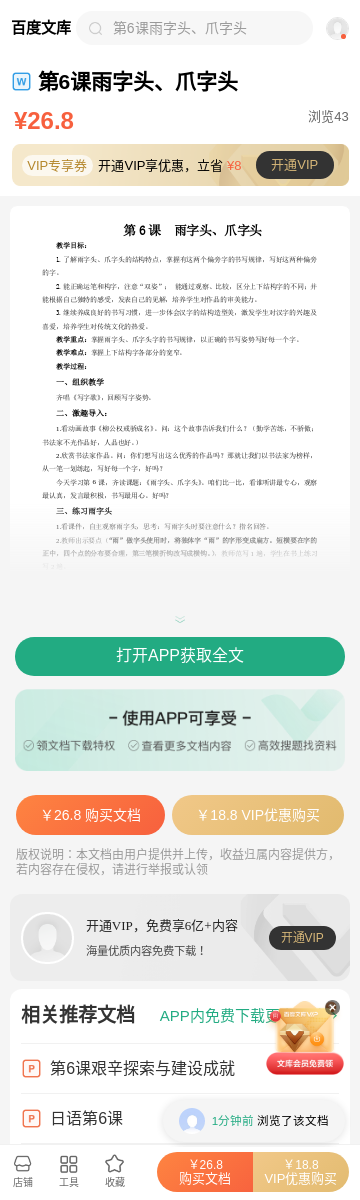 百度文库
第6课雨字头、爪字头
W
第6课雨字头、爪字头
¥26.8
浏览43
VIP专享券
开通VIP享优惠，立省 ¥8
开通VIP
第 6 课 雨字头、爪字头
教学目标：
1. 了解雨字头、爪字头的结构特点，掌握有这两个偏旁字的书写规律，写好这两种偏旁
的字。
2. 能正确运笔和构字，注意“双姿”； 能通过观察、比较，区分上下结构字的不同；并
能根据自己独特的感受，发表自己的见解，培养学生对作品的审美能力。
3. 继续养成良好的书写习惯，进一步体会汉字的结构造型美，激发学生对汉字的兴趣及
喜爱，培养学生对传统文化的热爱。
教学重点：掌握雨字头、爪字头字的书写规律，以正确的书写姿势写好每一个字。
教学难点：掌握上下结构字各部分的宽窄。
教学过程：
一、组织教学
齐唱《写字歌》，回顾写字姿势。
二、激趣导入：
1.看动画故事《柳公权戒骄成名》。问：这个故事告诉我们什么？（勤学苦练，不骄傲；
书法家不光作品好，人品也好。）
2.欣赏书法家作品。问：你们想写出这么优秀的作品吗？那就让我们以书法家为榜样，
从一笔一划练起，写好每一个字，好吗？
今天学习第 6 课，齐读课题：《雨字头、爪字头》。咱们比一比，看谁听讲最专心，观察
最认真，发言最积极，书写最用心。好吗？
三、练习雨字头
1.看课件，自主观察雨字头，思考：写雨字头时要注意什么？指名回答。
2.教师出示要点（“雨”做字头使用时，将独体字“雨”的字形变成扁方。短横要在字的
正中，四个点的分布要合理，第三笔横折钩改写成横钩。）。教师范写 1 遍，学生在书上练习
打开APP获取全文
– 使用APP可享受 –
领文档下载特权
查看更多文档内容
高效搜题找资料
￥26.8 购买文档
￥18.8 VIP优惠购买
版权说明：本文档由用户提供并上传，收益归属内容提供方，
若内容存在侵权，请进行举报或认领
开通VIP，免费享6亿+内容
海量优质内容免费下载！
开通VIP
相关推荐文档
APP内免费下载更
文库会员免费领
P
第6课艰辛探索与建设成就
P
日语第6课
1分钟前 浏览了该文档
店铺
工具
收藏
￥26.8
购买文档
￥18.8
VIP优惠购买